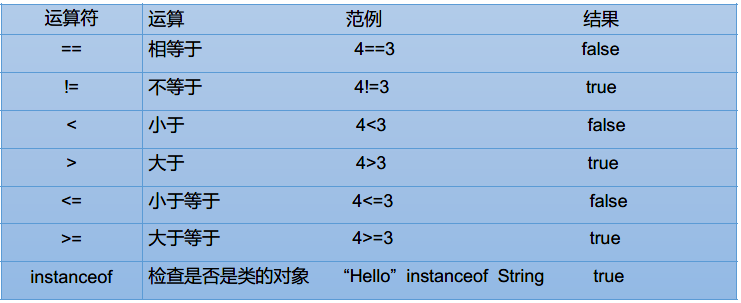 运算符 运算 范例 结果
== 相等于 4==3 false
!= 不等于 4!=3 true
< 小于 4<3 false
> 大于 4>3 true
<= 小于等于 4<=3 false
>= 大于等于 4>=3 true
instanceof 检查是否是类的对象 “Hello” instanceof String true